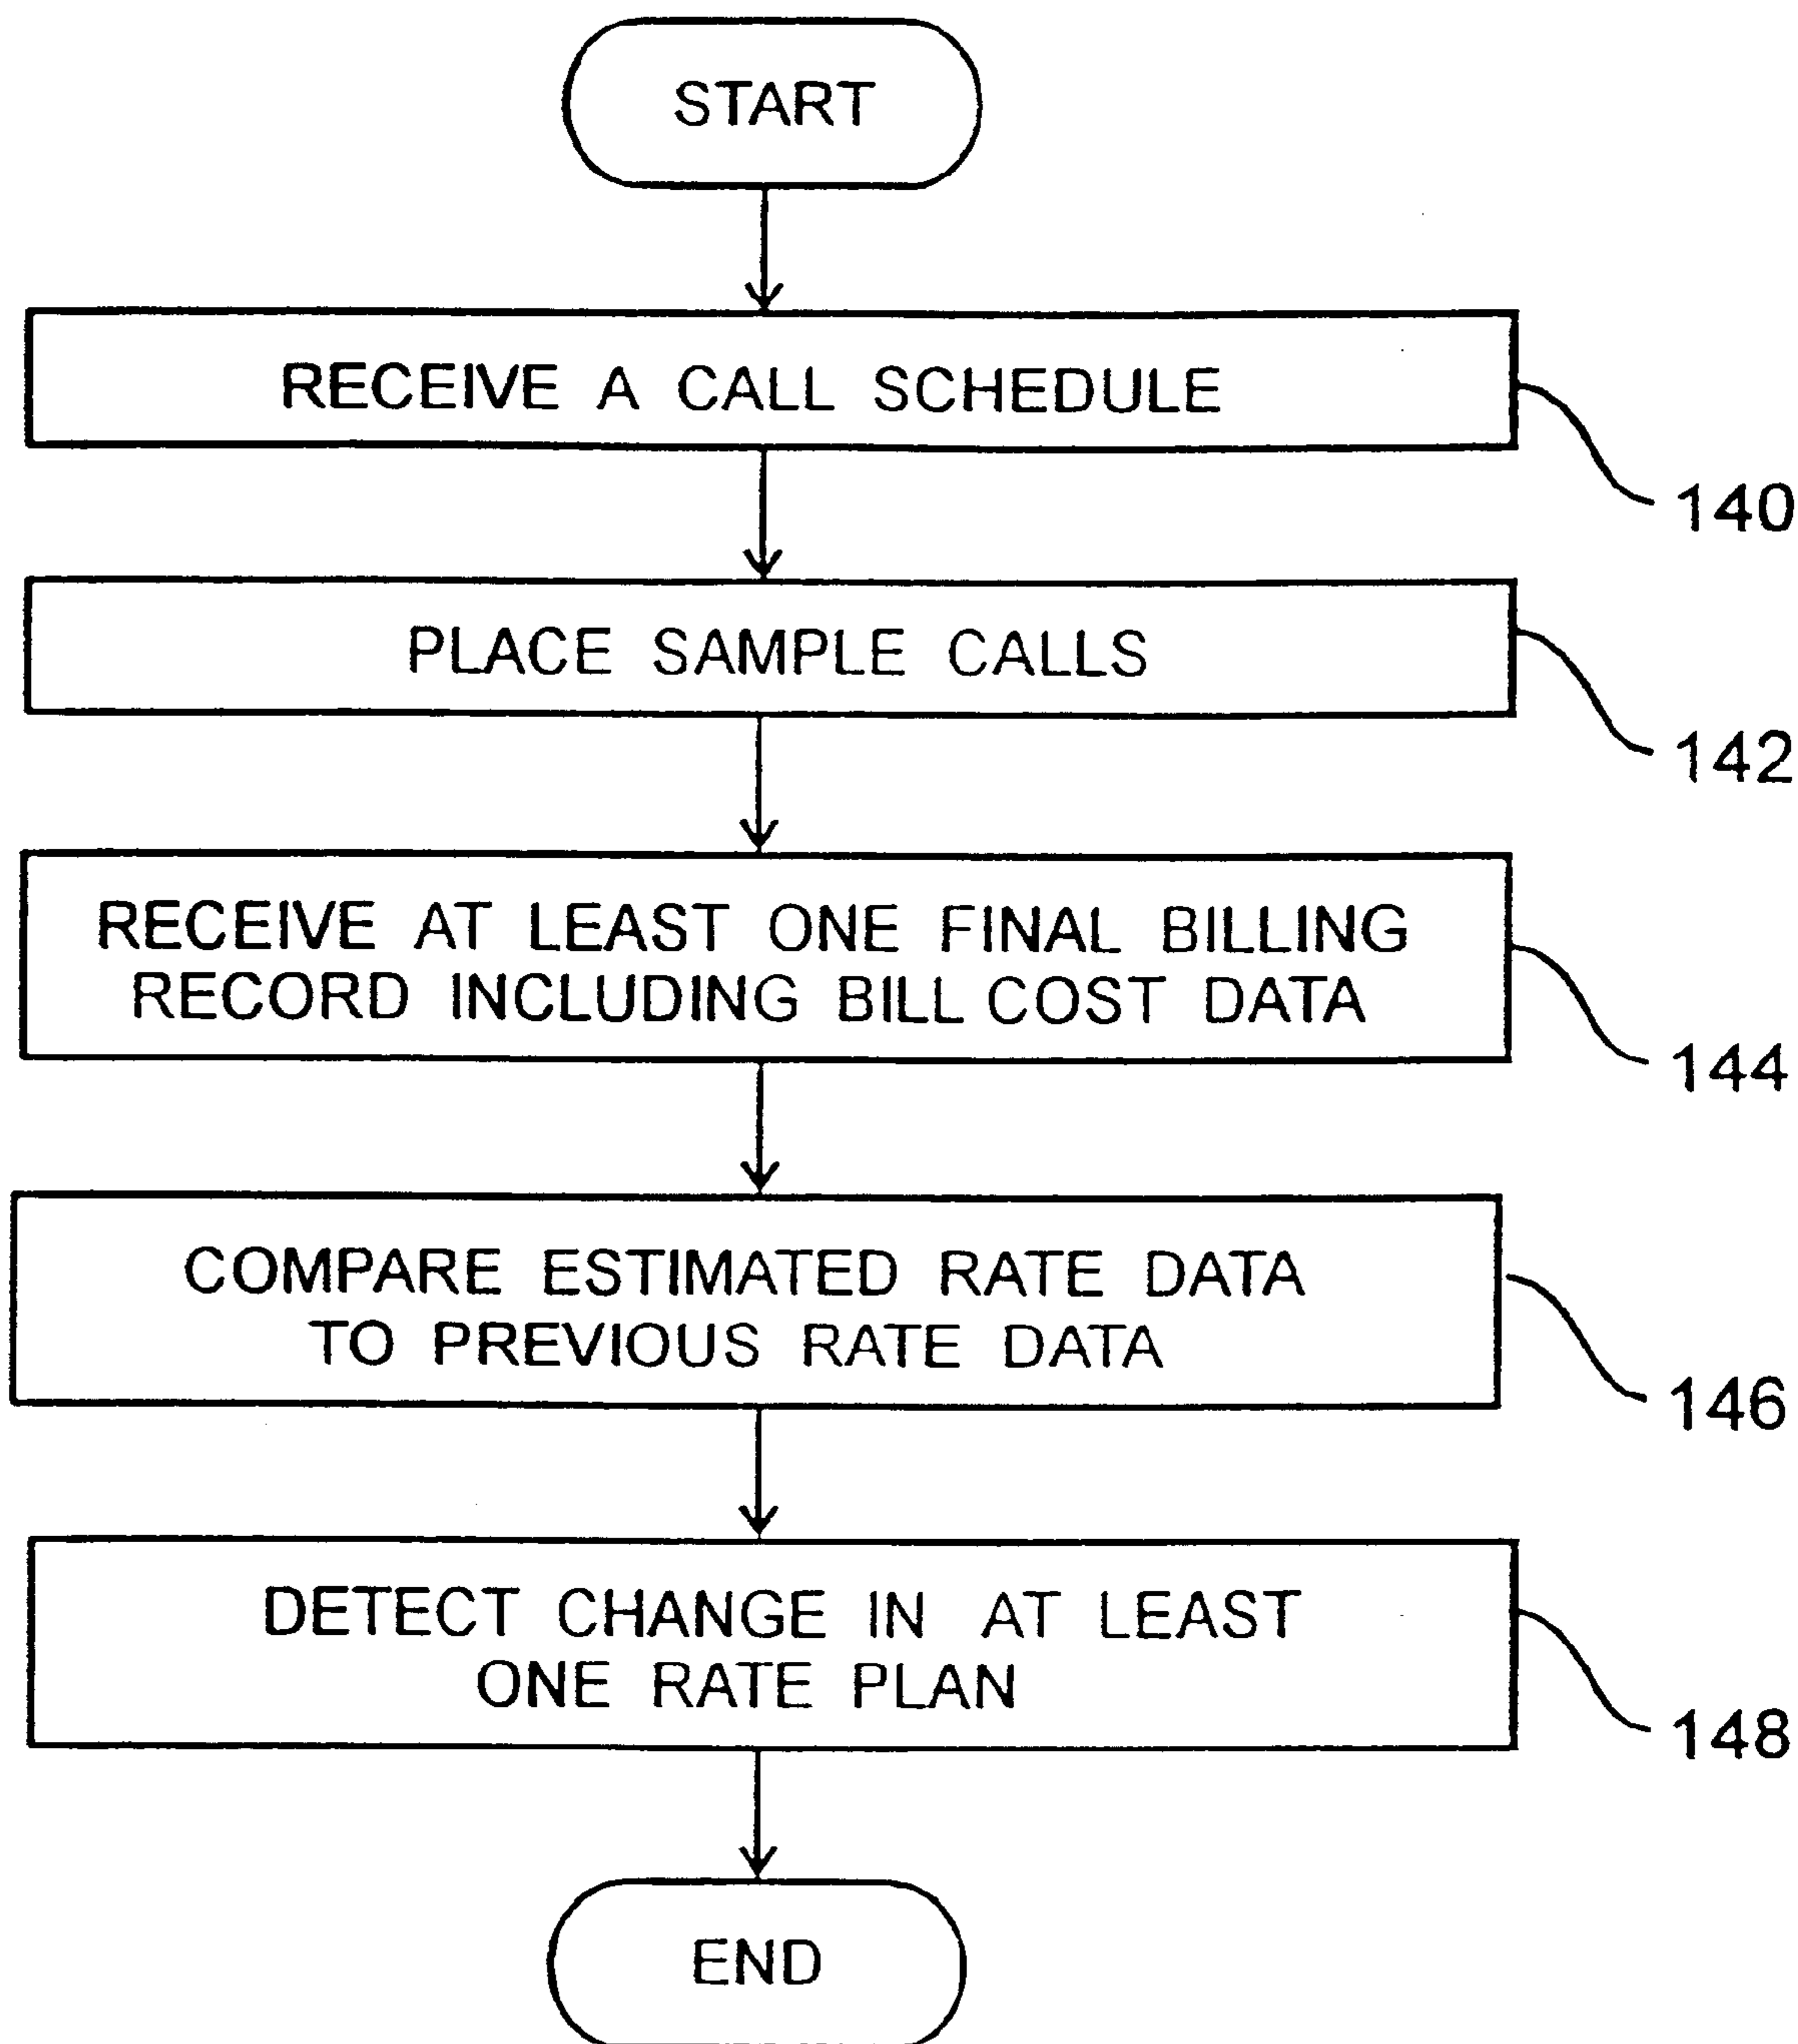 START
RECEIVE A CALL SCHEDULE
140
PLACE SAMPLE CALLS
142
RECEIVE AT LEAST ONE FINAL BILLING
RECORD INCLUDING BILL COST DATA
144
COMPARE ESTIMATED RATE DATA
TO PREVIOUS RATE DATA
146
DETECT CHANGE IN AT LEAST
ONE RATE PLAN
148
END